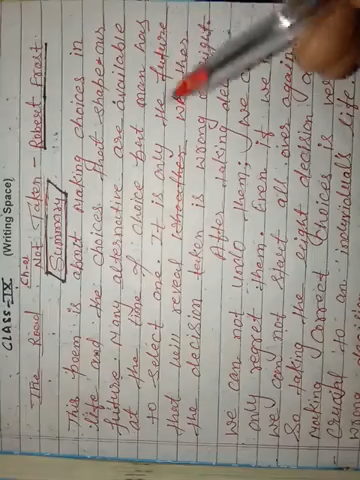 CLASS-IX (Writing Space)
Ch-01
The Road Not Taken - Robert Frost
Summary
This poem is about making choices in
life and the choices that shape our
future. Many alternative are available
at the time of choice but man has
to select one. It is only the future
that will reveal whether
the decision taken is wrong right.
After taking
We can not undo them, we
only regret them. Even if we
we can not start all over again
So taking the right decision
Making Correct Choices is
crucial to an individual's life.